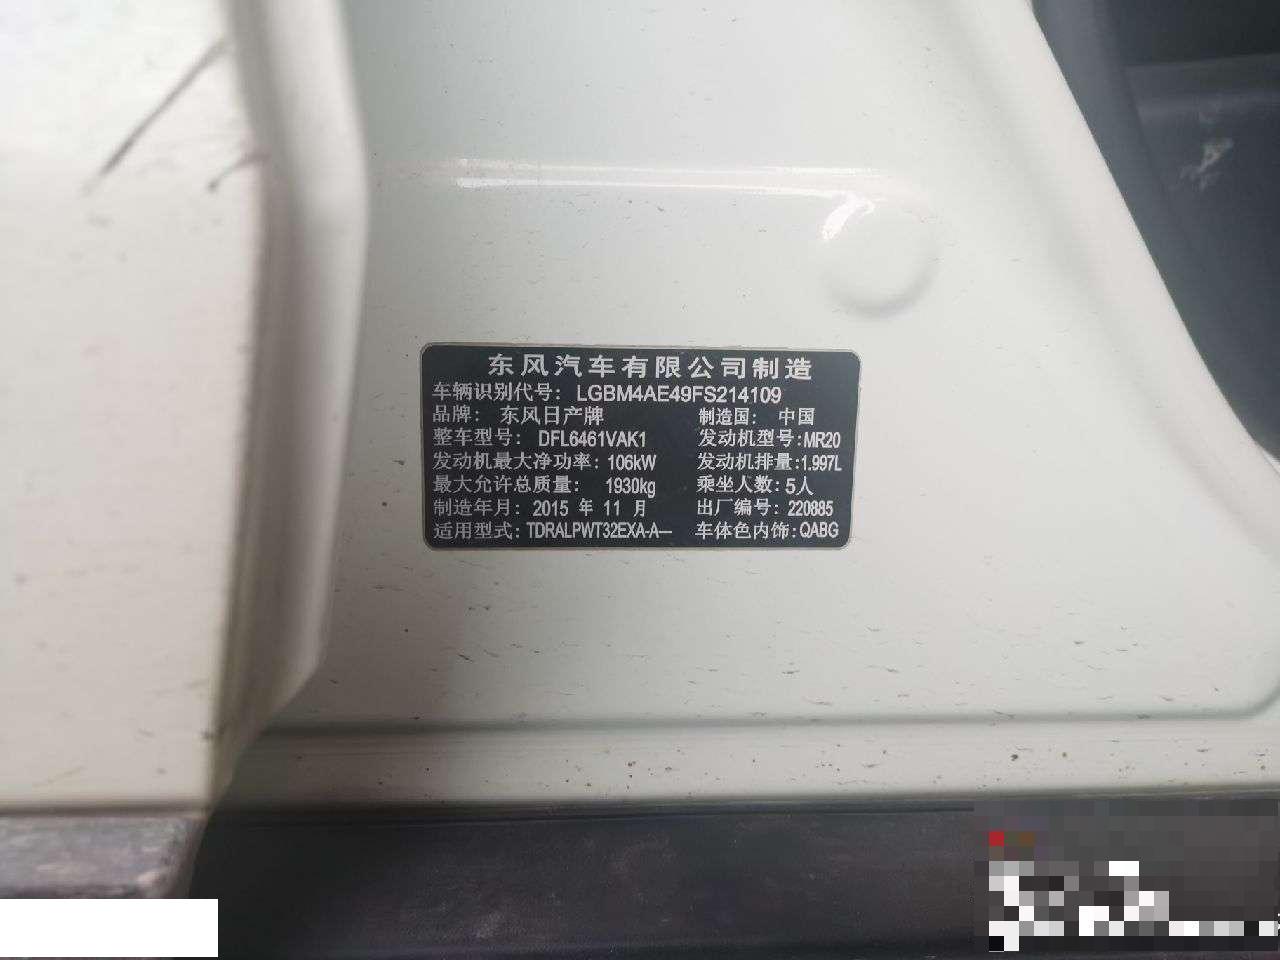 东风汽车有限公司制造
车辆识别代号: LGBM4AE49FS214109
品牌: 东风日产牌 制造国: 中国
整车型号: DFL6461VAK1 发动机型号:MR20
发动机最大净功率: 106kW 发动机排量:1.997L
最大允许总质量: 1930kg 乘坐人数: 5人
制造年月: 2015 年 11 月 出厂编号: 220885
适用型式: TDRALPWT32EXA-A— 车体色内饰:QABG